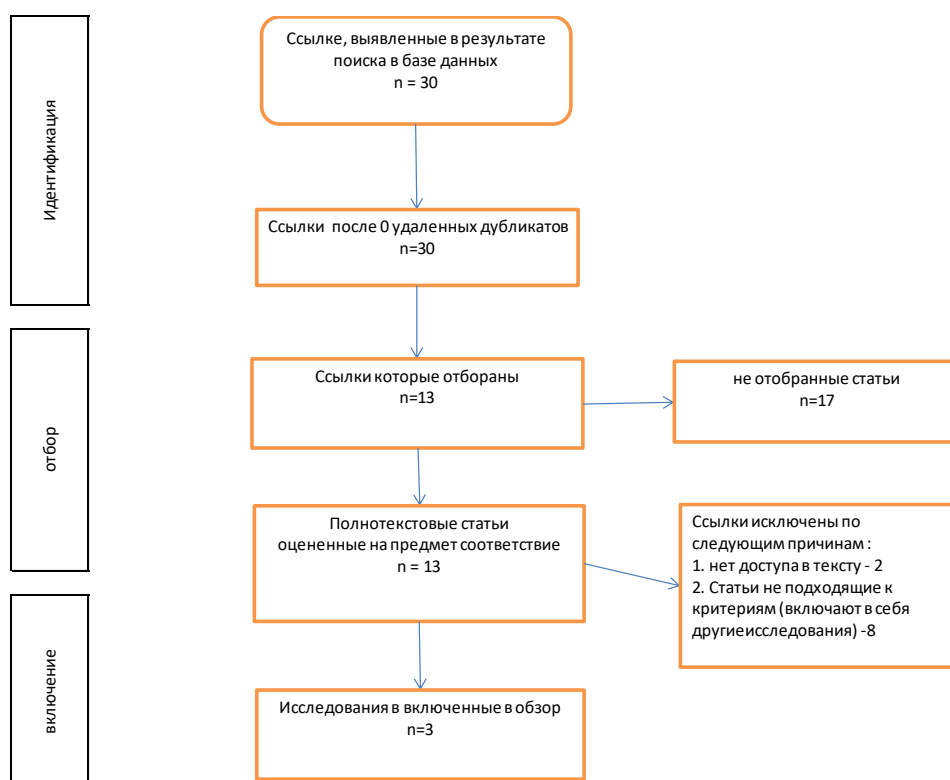 Идентификация
Ссылке, выявленные в результате
поиска в базе данных
n = 30
Ссылки после 0 удаленных дубликатов
n=30
отбор
Ссылки которые отбораны
n=13
не отобранные статьи
n=17
Полнотекстовые статьи
оцененные на предмет соответствие
n = 13
Ссылки исключены по
следующим причинам :
1. нет доступа в тексту - 2
2. Статьи не подходящие к
критериям (включают в себя
другиеисследования) -8
включение
Исследования в включенные в обзор
n=3